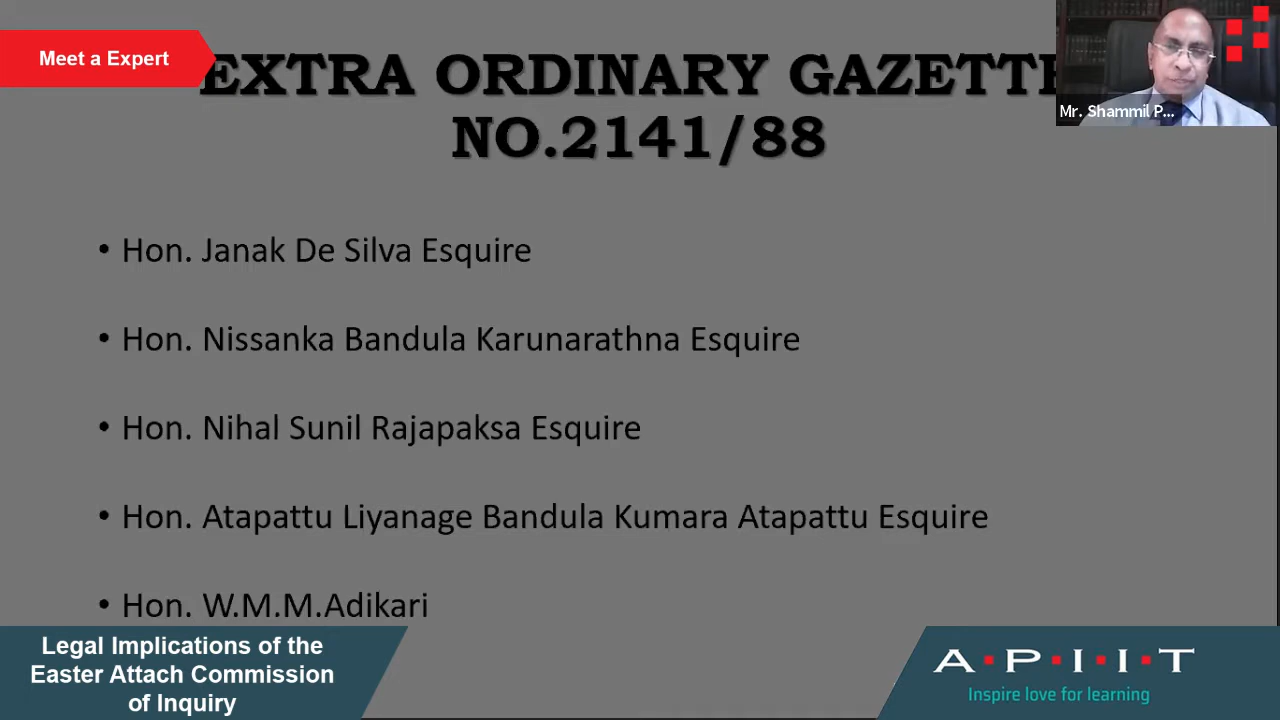 Meet a Expert
EXTRA ORDINARY GAZETTE
NO.2141/88
Mr. Shammil P...
• Hon. Janak De Silva Esquire
• Hon. Nissanka Bandula Karunarathna Esquire
• Hon. Nihal Sunil Rajapaksa Esquire
• Hon. Atapattu Liyanage Bandula Kumara Atapattu Esquire
• Hon. W.M.M.Adikari
Legal Implications of the
Easter Attach Commission
of Inquiry
A·P·I·I·T
Inspire love for learning